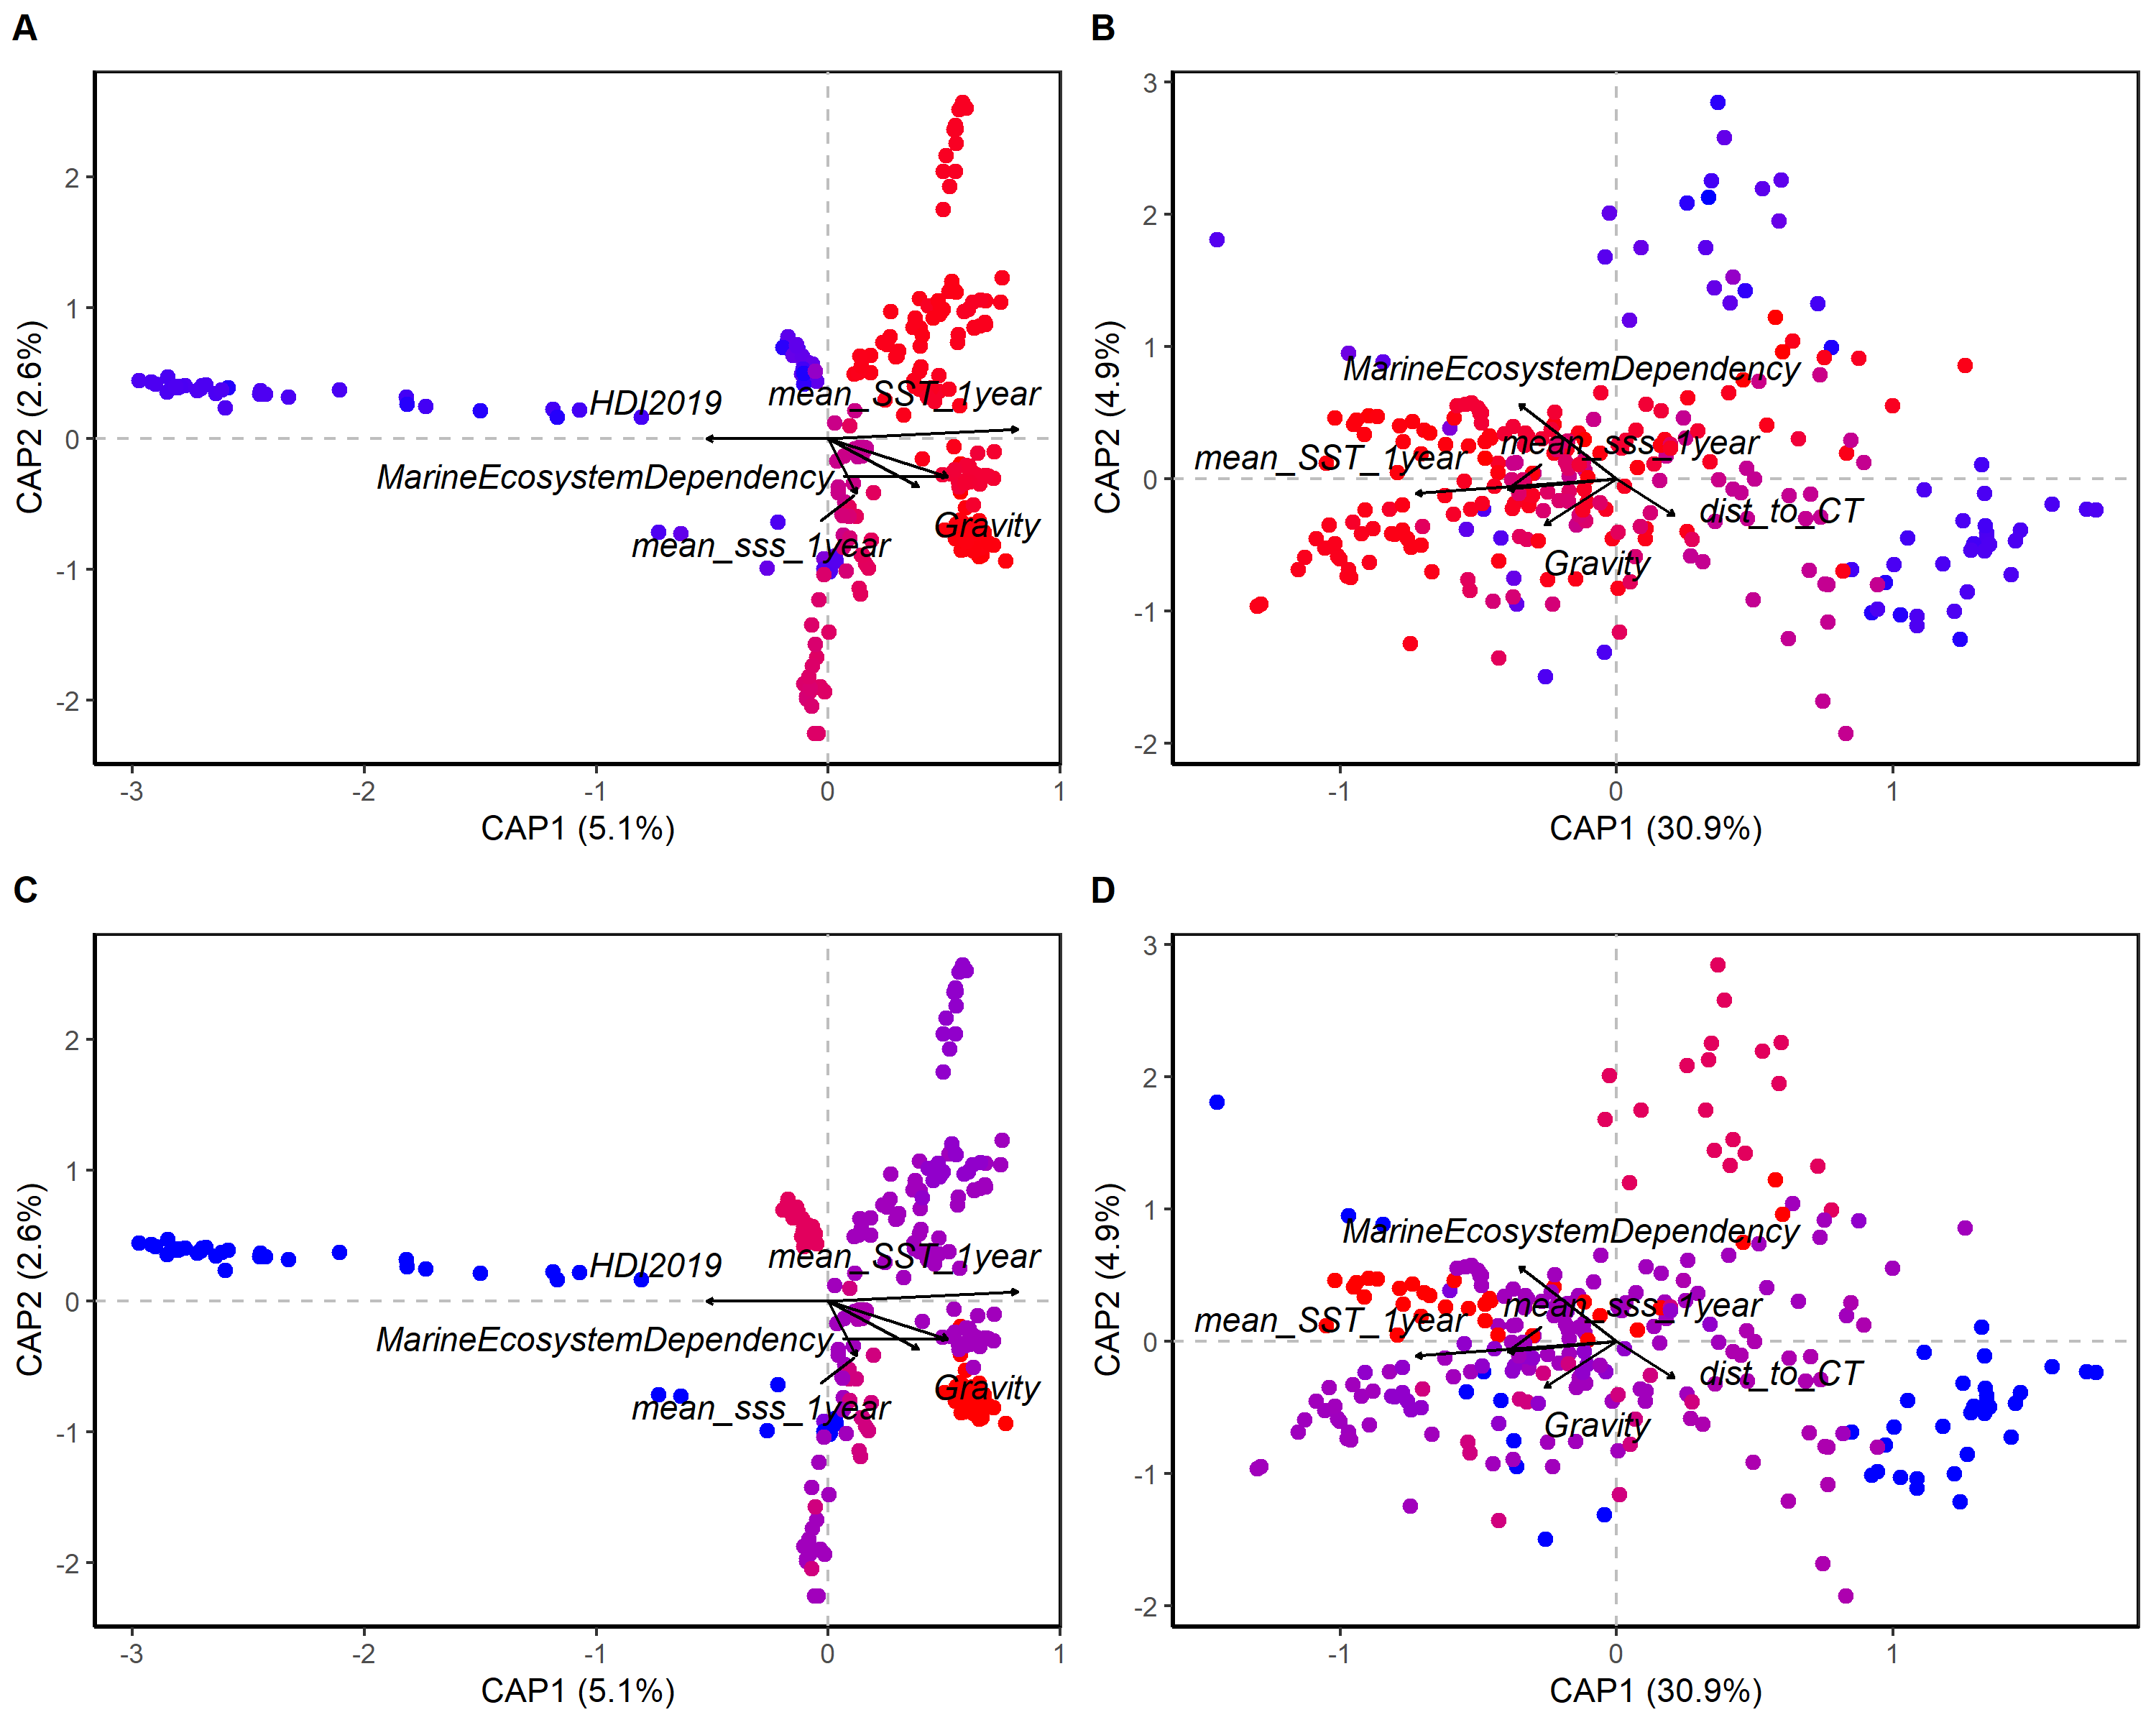 A
CAP2 (2.6%)
2
1
0
-1
-2
HDI2019
mean_SST_1year
MarineEcosystemDependency
Gravity
mean_sss_1year
-3
-2
-1
0
1
CAP1 (5.1%)
B
CAP2 (4.9%)
3
2
1
0
-1
-2
MarineEcosystemDependency
mean_sss_1year
mean_SST_1year
dist_to_CT
Gravity
-1
0
1
CAP1 (30.9%)
C
CAP2 (2.6%)
2
1
0
-1
-2
HDI2019
mean_SST_1year
MarineEcosystemDependency
Gravity
mean_sss_1year
-3
-2
-1
0
1
CAP1 (5.1%)
D
CAP2 (4.9%)
3
2
1
0
-1
-2
MarineEcosystemDependency
mean_sss_1year
mean_SST_1year
dist_to_CT
Gravity
-1
0
1
CAP1 (30.9%)